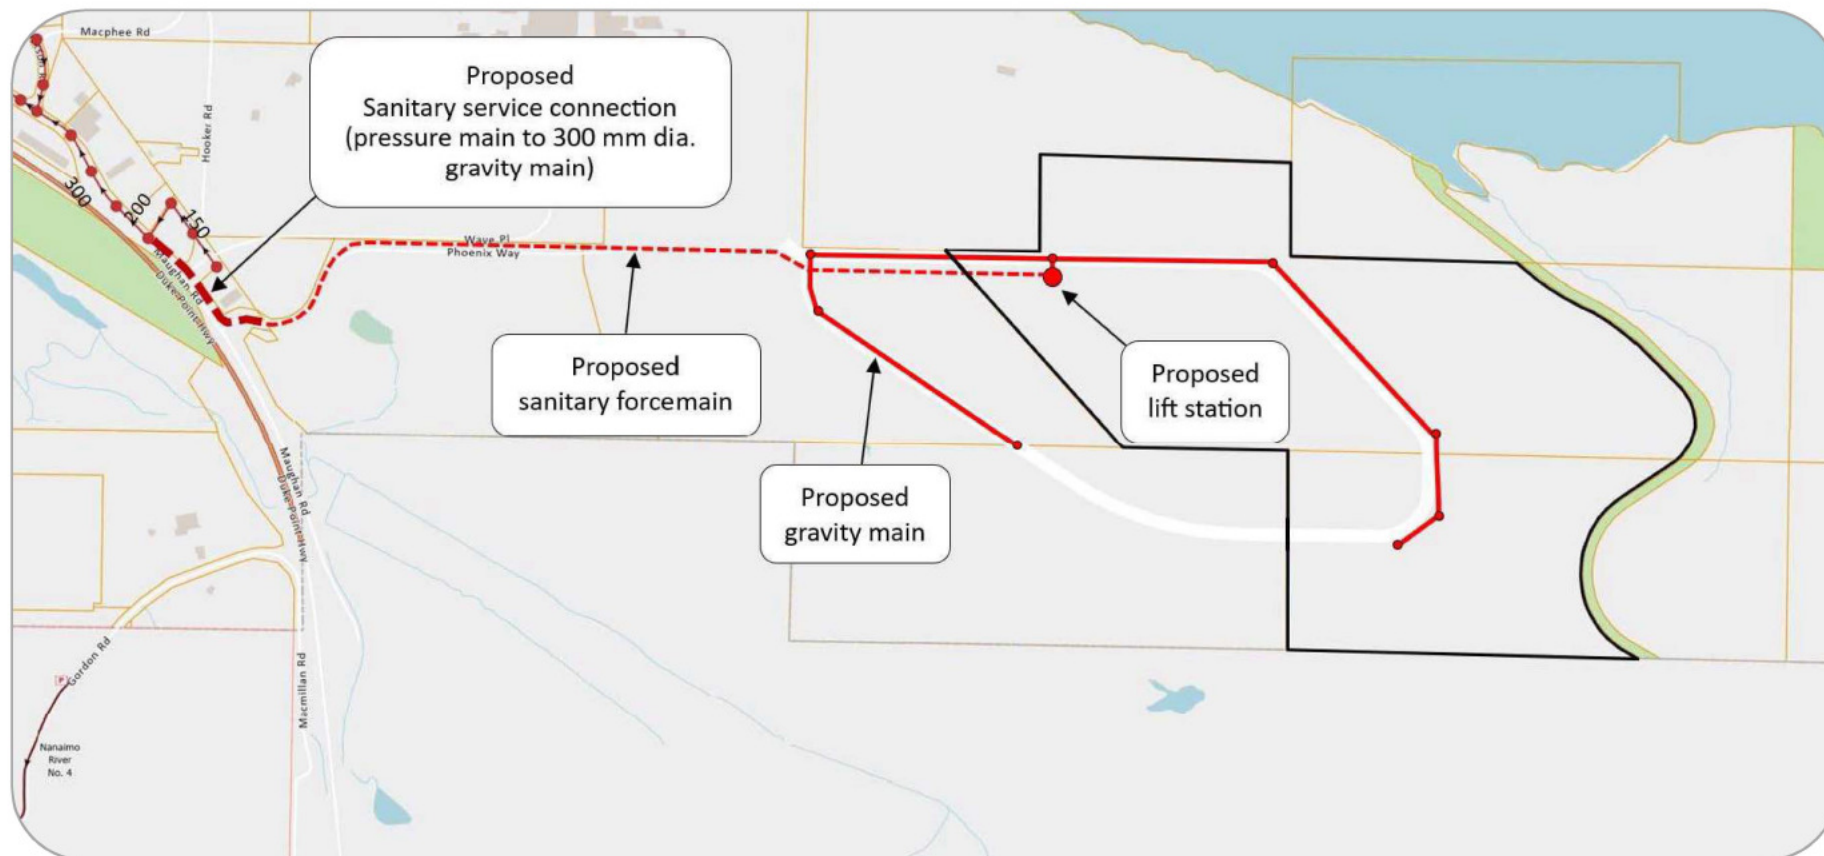 Macphee Rd
Proposed
Sanitary service connection
(pressure main to 300 mm dia.
gravity main)
Hooker Rd
300
200
150
Maughan Rd
Duke Point Hwy
Wave Pl
Phoenix Way
Proposed
sanitary forcemain
Proposed
lift station
Proposed
gravity main
Maughan Rd
Duke Point Hwy
Gordon Rd
P
Macmillan Rd
Nanaimo
River
No. 4